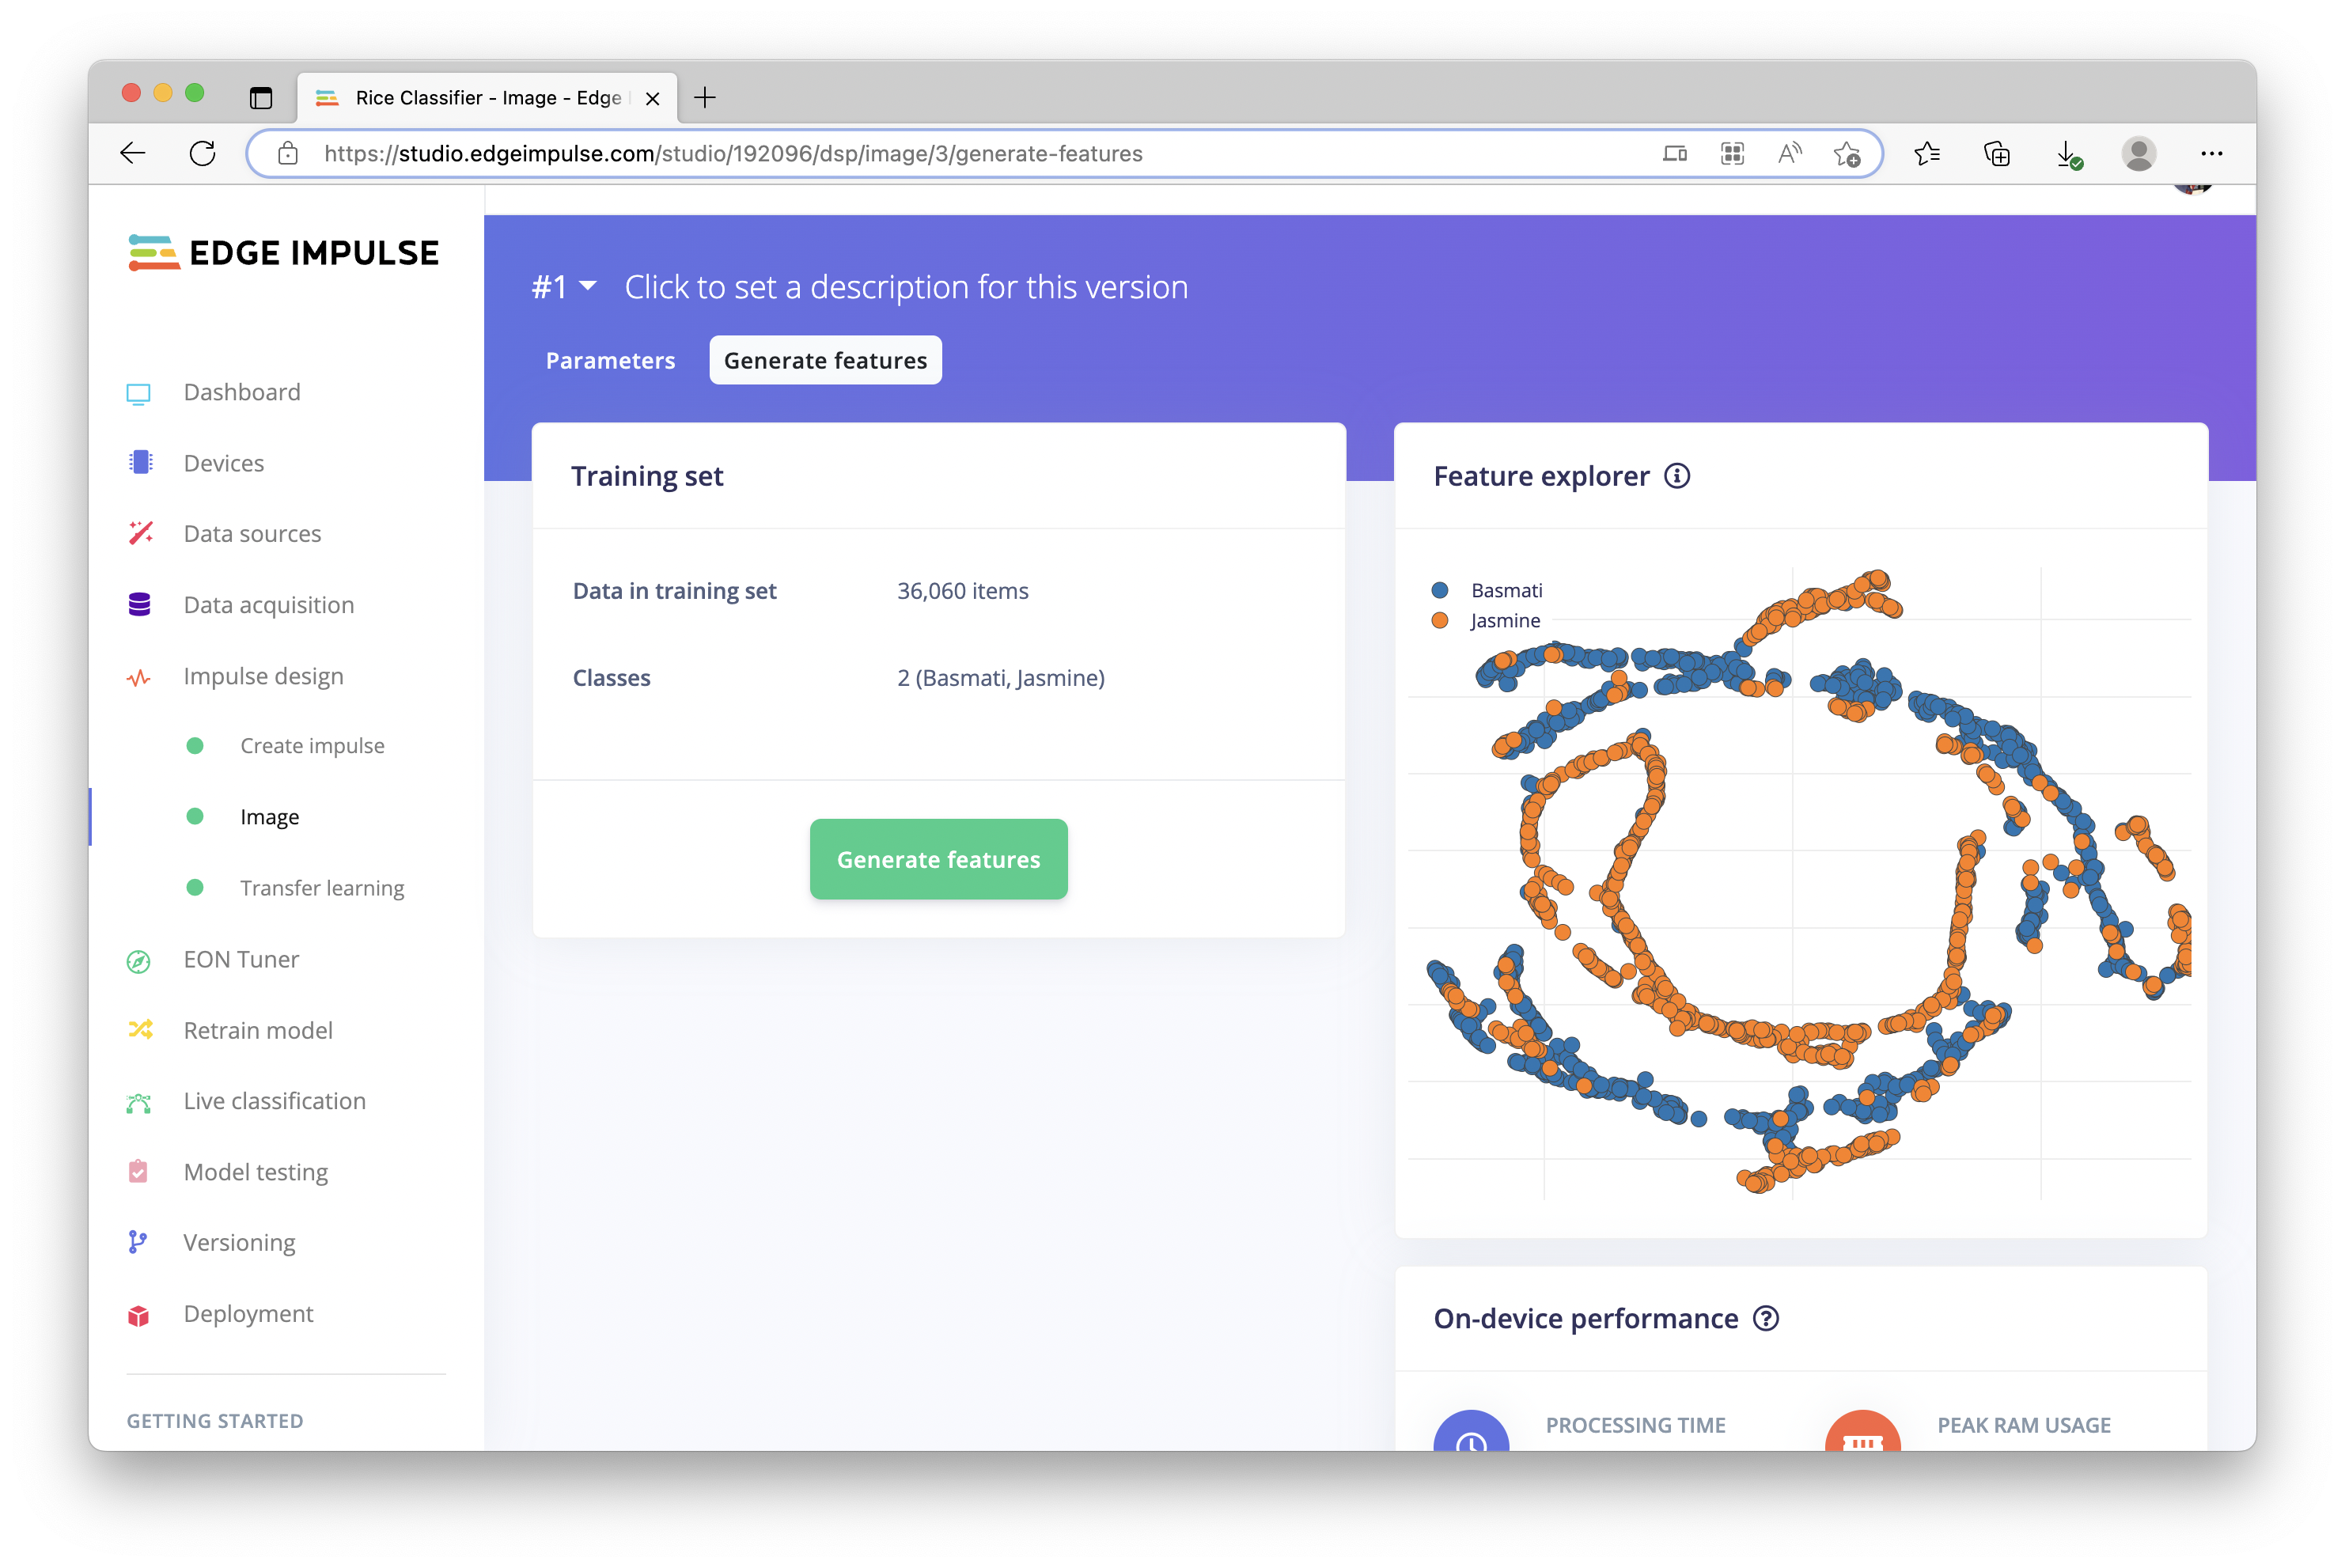 Rice Classifier - Image - Edge
https://studio.edgeimpulse.com/studio/192096/dsp/image/3/generate-features
EDGE IMPULSE
Dashboard
Devices
Data sources
Data acquisition
Impulse design
Create impulse
Image
Transfer learning
EON Tuner
Retrain model
Live classification
Model testing
Versioning
Deployment
GETTING STARTED
#1 Click to set a description for this version
Parameters Generate features
Training set
Data in training set 36,060 items
Classes 2 (Basmati, Jasmine)
Generate features
Feature explorer
Basmati
Jasmine
On-device performance
PROCESSING TIME
PEAK RAM USAGE